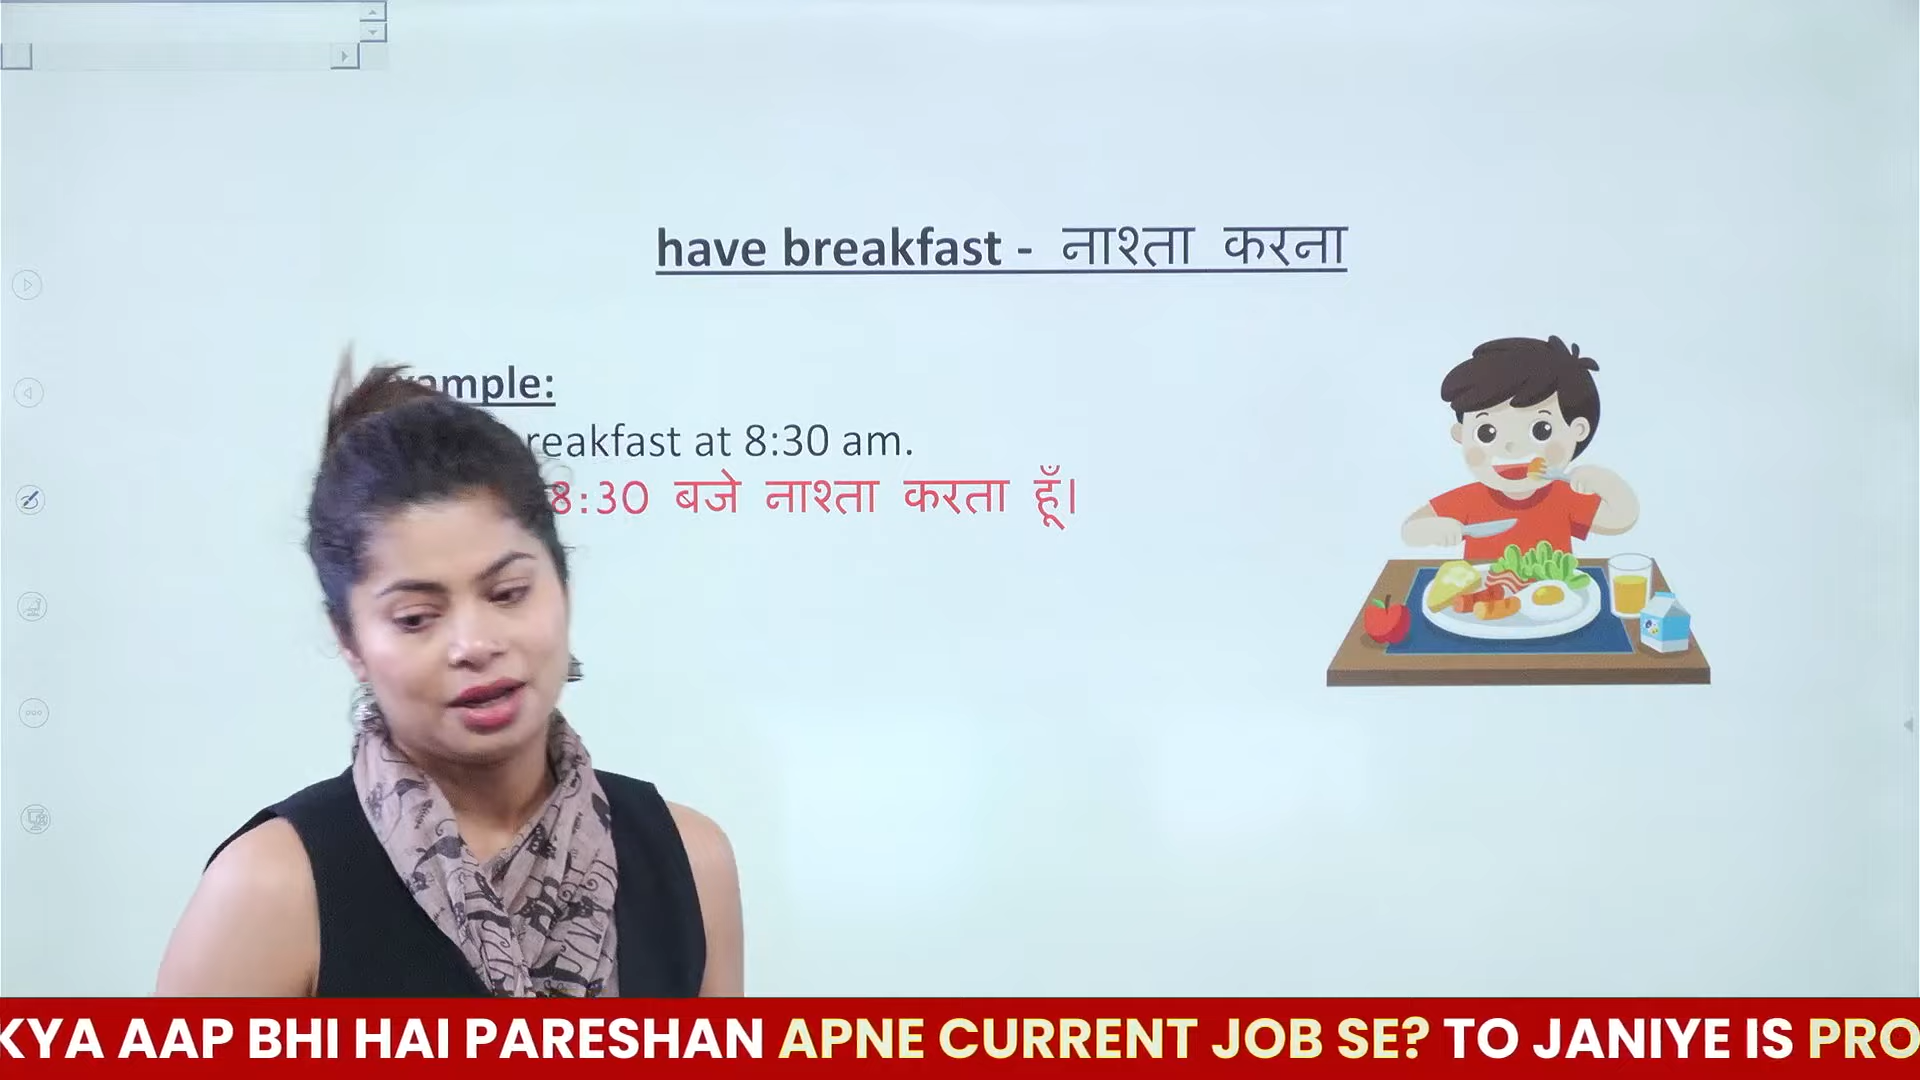 have breakfast - नाश्ता करना
reakfast at 8:30 am.
8:30 बजे नाश्ता करता हूँ।
KYA AAP BHI HAI PARESHAN APNE CURRENT JOB SE? TO JANIYE IS PRO